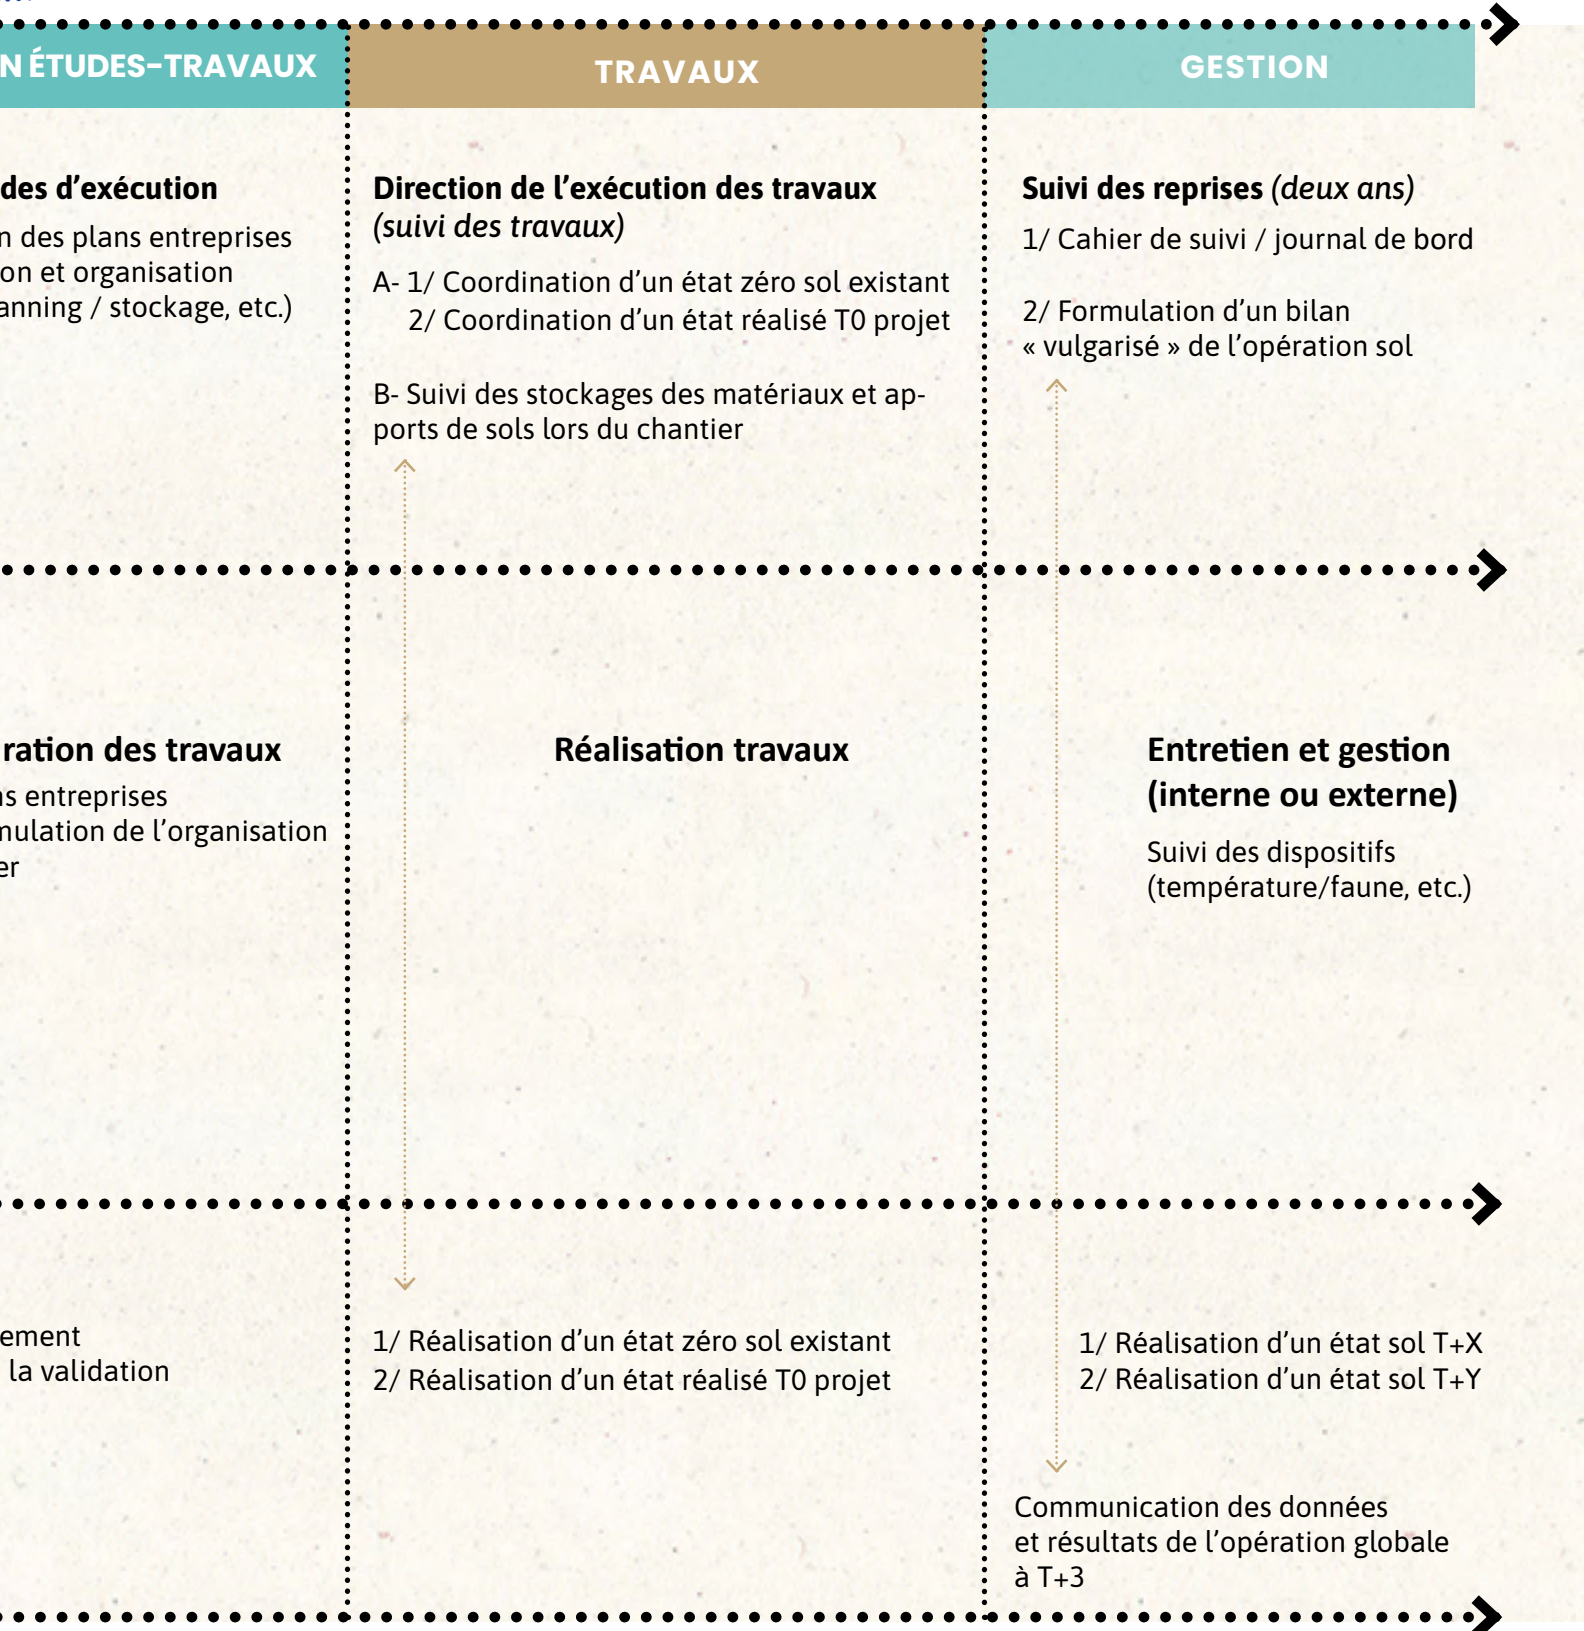 N ÉTUDES-TRAVAUX
TRAVAUX
GESTION
des d’exécution
n des plans entreprises
on et organisation
anning / stockage, etc.)
Direction de l’exécution des travaux
(suivi des travaux)
A- 1/ Coordination d’un état zéro sol existant
2/ Coordination d’un état réalisé T0 projet
B- Suivi des stockages des matériaux et ap-
ports de sols lors du chantier
Suivi des reprises (deux ans)
1/ Cahier de suivi / journal de bord
2/ Formulation d’un bilan
« vulgarisé » de l’opération sol
ration des travaux
ns entreprises
mulation de l’organisation
er
Réalisation travaux
Entretien et gestion
(interne ou externe)
Suivi des dispositifs
(température/faune, etc.)
ement
la validation
1/ Réalisation d’un état zéro sol existant
2/ Réalisation d’un état réalisé T0 projet
1/ Réalisation d’un état sol T+X
2/ Réalisation d’un état sol T+Y
Communication des données
et résultats de l’opération globale
à T+3